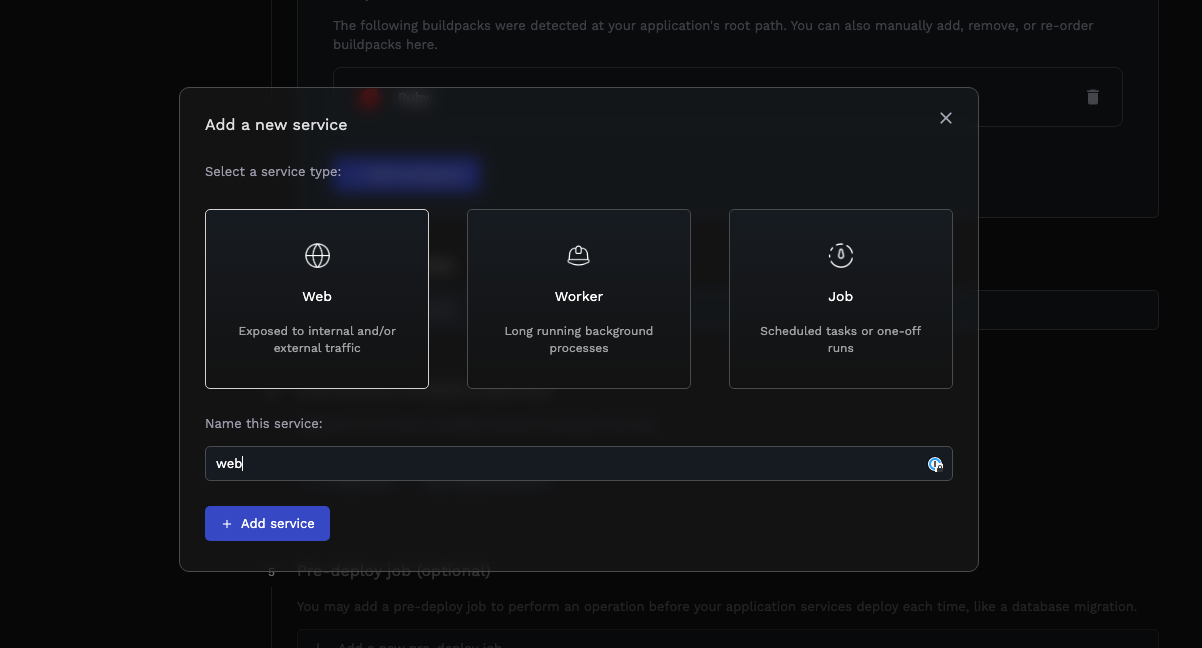 The following buildpacks were detected at your application's root path. You can also manually add, remove, or re-order
buildpacks here.
Ruby
Add a new service
Select a service type:
Web
Exposed to internal and/or
external traffic
Worker
Long running background
processes
Job
Scheduled tasks or one-off
runs
Name this service:
web
+ Add service
5 Pre-deploy job (optional)
You may add a pre-deploy job to perform an operation before your application services deploy each time, like a database migration.
Add a new pre-deploy job